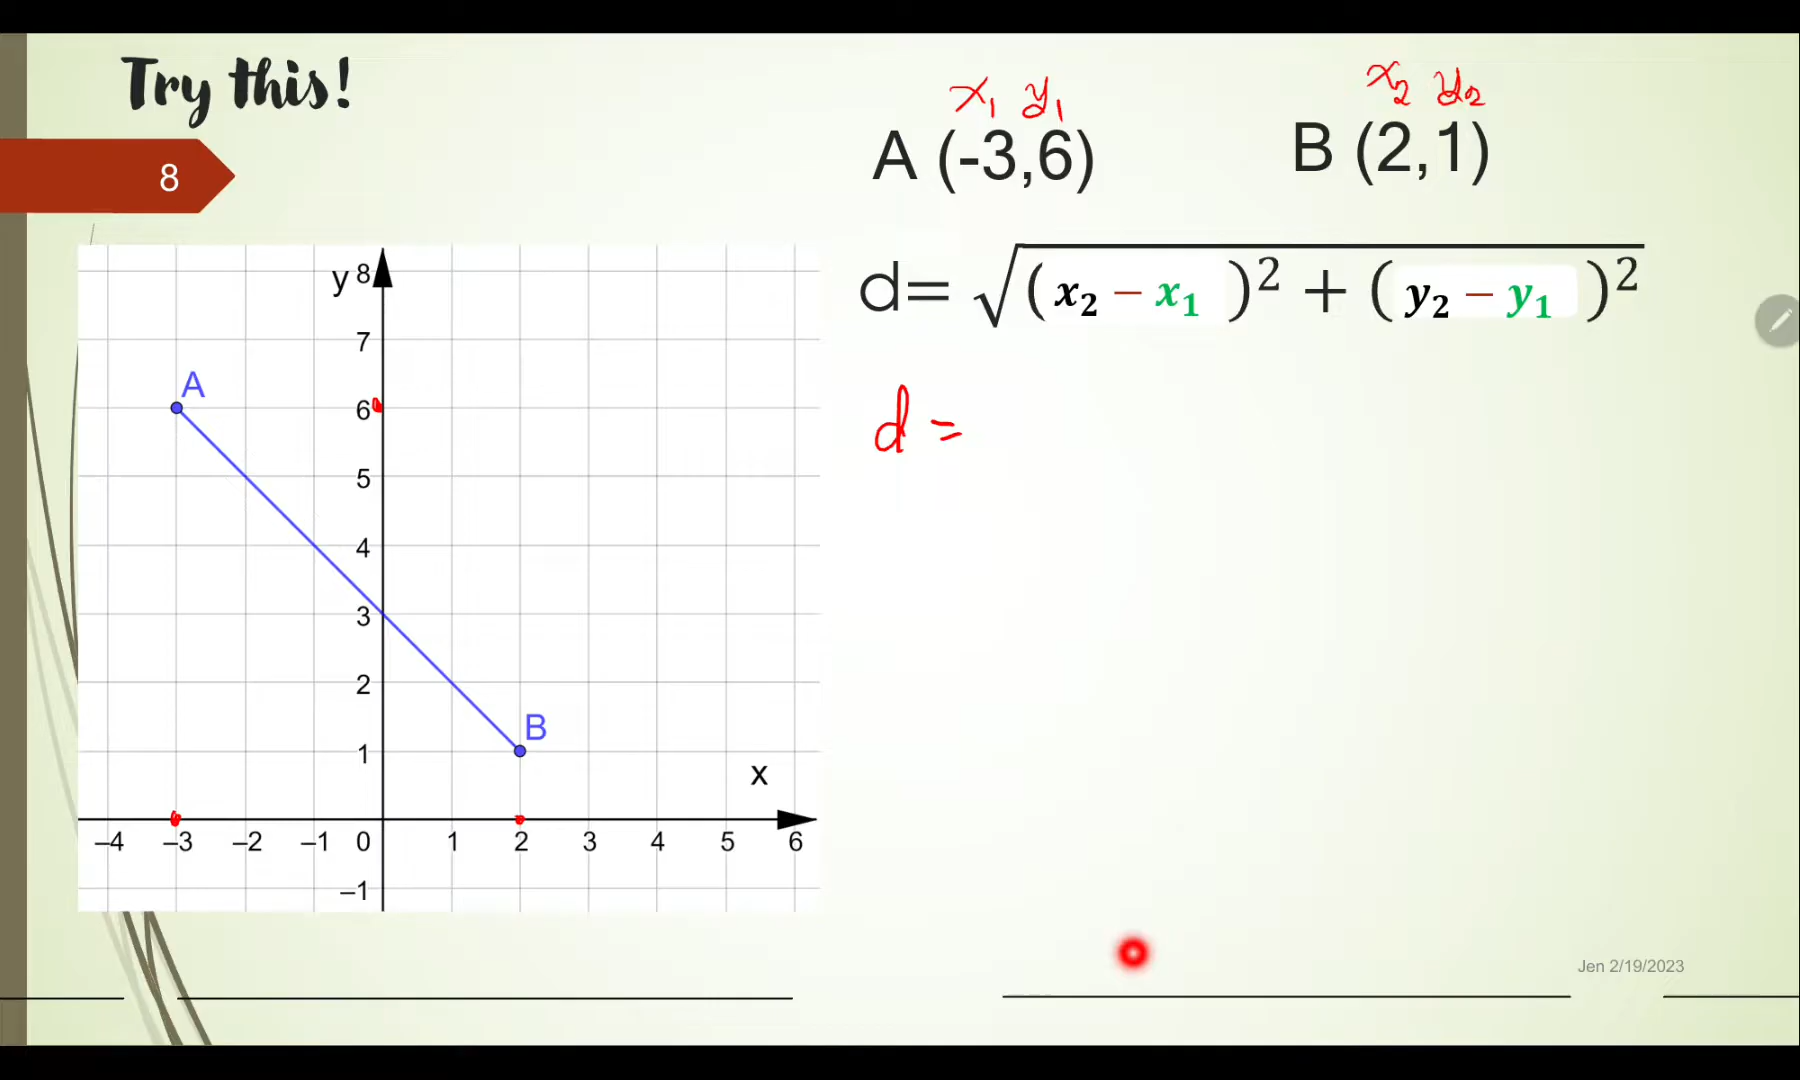 Try this!
8
x₁ y₁
x₂ y₂
A (-3,6)
B (2,1)
d= √(x₂ − x₁ )² + (y₂ − y₁ )²
d =
y
8
7
A
6
5
4
3
2
B
1
x
–4 –3 –2 –1 0 1 2 3 4 5 6
–1
Jen 2/19/2023